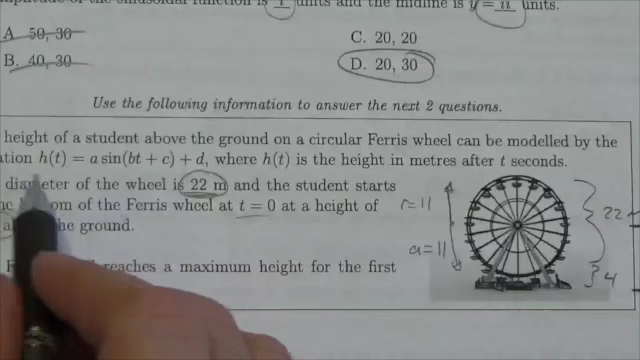 of the sinusoidal function is i units and the midline is y = ii units.
A 50, 30
C. 20, 20
B. 40, 30
D. 20, 30
Use the following information to answer the next 2 questions.
height of a student above the ground on a circular Ferris wheel can be modelled by the
h(t) = a sin(bt + c) + d, where h(t) is the height in metres after t seconds.
diameter of the wheel is 22 m and the student starts
of the Ferris wheel at t = 0 at a height of
r=11
22
the ground.
a=11
reaches a maximum height for the first
4